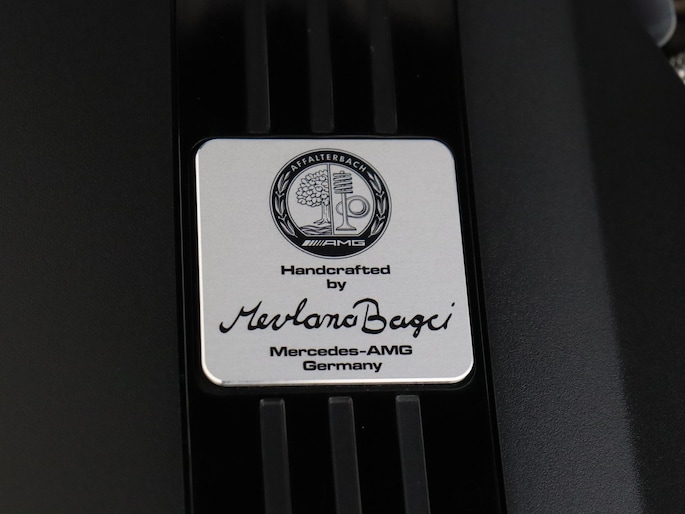 AFFALTERBACH
AMG
Handcrafted
by
Mevlana Bagci
Mercedes-AMG
Germany